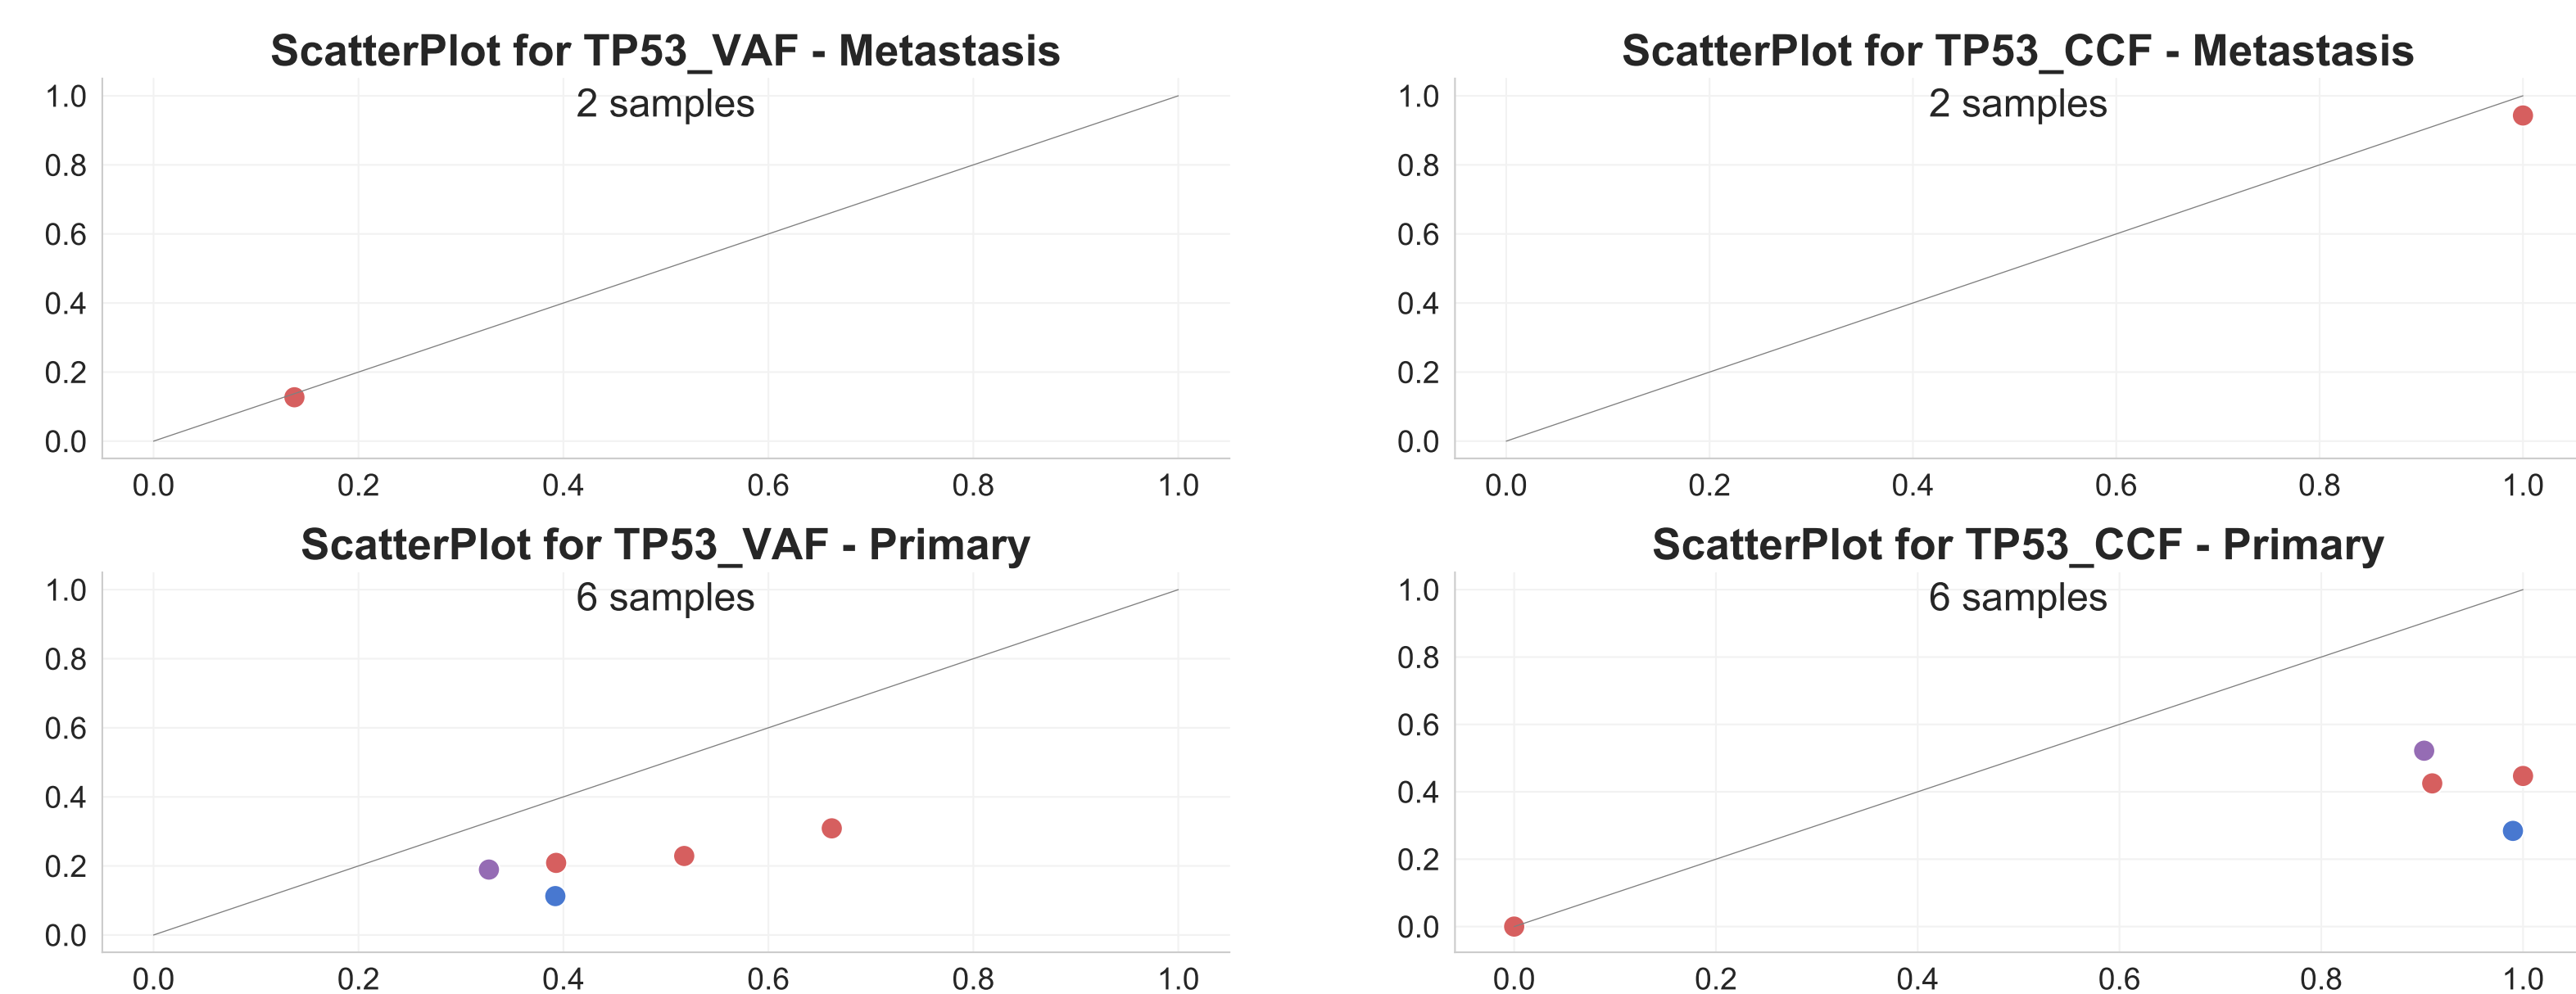 ScatterPlot for TP53_VAF - Metastasis
2 samples
1.0
0.8
0.6
0.4
0.2
0.0
0.0 0.2 0.4 0.6 0.8 1.0
ScatterPlot for TP53_CCF - Metastasis
2 samples
1.0
0.8
0.6
0.4
0.2
0.0
0.0 0.2 0.4 0.6 0.8 1.0
ScatterPlot for TP53_VAF - Primary
6 samples
1.0
0.8
0.6
0.4
0.2
0.0
0.0 0.2 0.4 0.6 0.8 1.0
ScatterPlot for TP53_CCF - Primary
6 samples
1.0
0.8
0.6
0.4
0.2
0.0
0.0 0.2 0.4 0.6 0.8 1.0